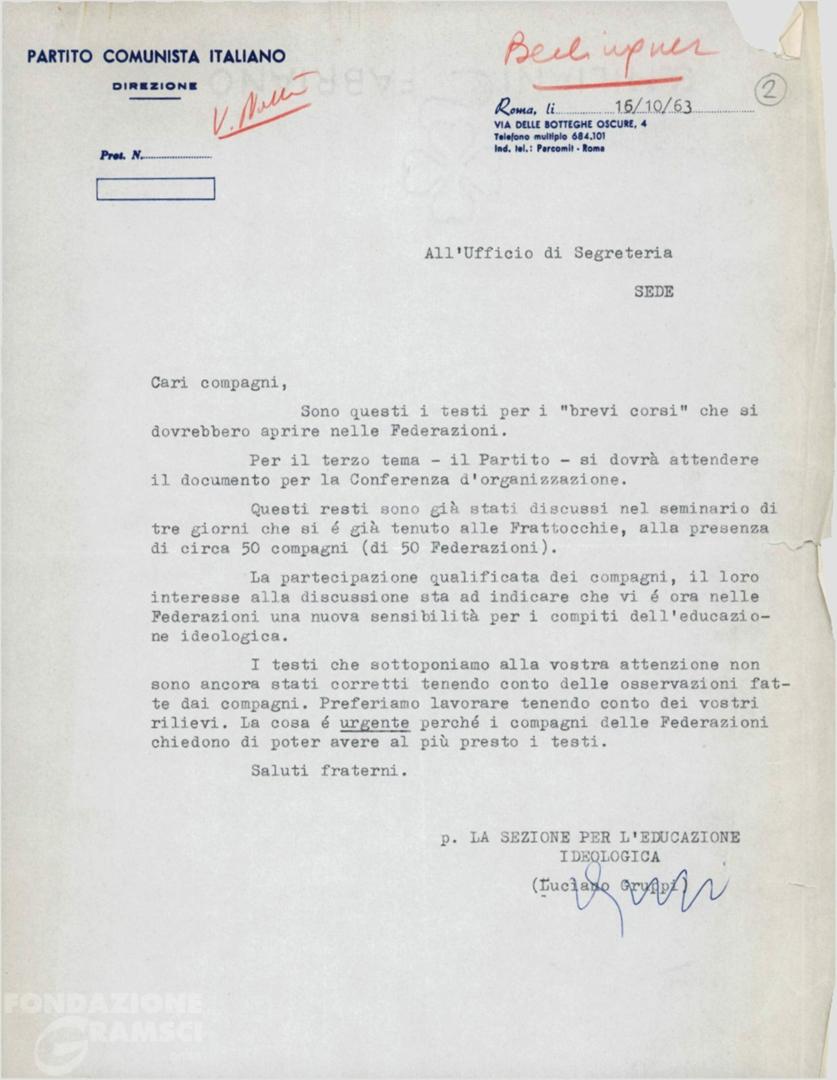 PARTITO COMUNISTA ITALIANO
DIREZIONE
Berlinguer
2
V.
Prot. N.
Roma, li 16/10/63
VIA DELLE BOTTEGHE OSCURE, 4
Telefono multiplo 684.101
Ind. tel.: Parcomit - Roma
All'Ufficio di Segreteria
SEDE
Cari compagni,
Sono questi i testi per i "brevi corsi" che si
dovrebbero aprire nelle Federazioni.
Per il terzo tema - il Partito - si dovrà attendere
il documento per la Conferenza d'organizzazione.
Questi resti sono già stati discussi nel seminario di
tre giorni che si é già tenuto alle Frattocchie, alla presenza
di circa 50 compagni (di 50 Federazioni).
La partecipazione qualificata dei compagni, il loro
interesse alla discussione sta ad indicare che vi é ora nelle
Federazioni una nuova sensibilità per i compiti dell'educazio-
ne ideologica.
I testi che sottoponiamo alla vostra attenzione non
sono ancora stati corretti tenendo conto delle osservazioni fat-
te dai compagni. Preferiamo lavorare tenendo conto dei vostri
rilievi. La cosa é urgente perché i compagni delle Federazioni
chiedono di poter avere al più presto i testi.
Saluti fraterni.
p. LA SEZIONE PER L'EDUCAZIONE
IDEOLOGICA
(Luciano Gruppi)
FONDAZIONE
GRAMSCI